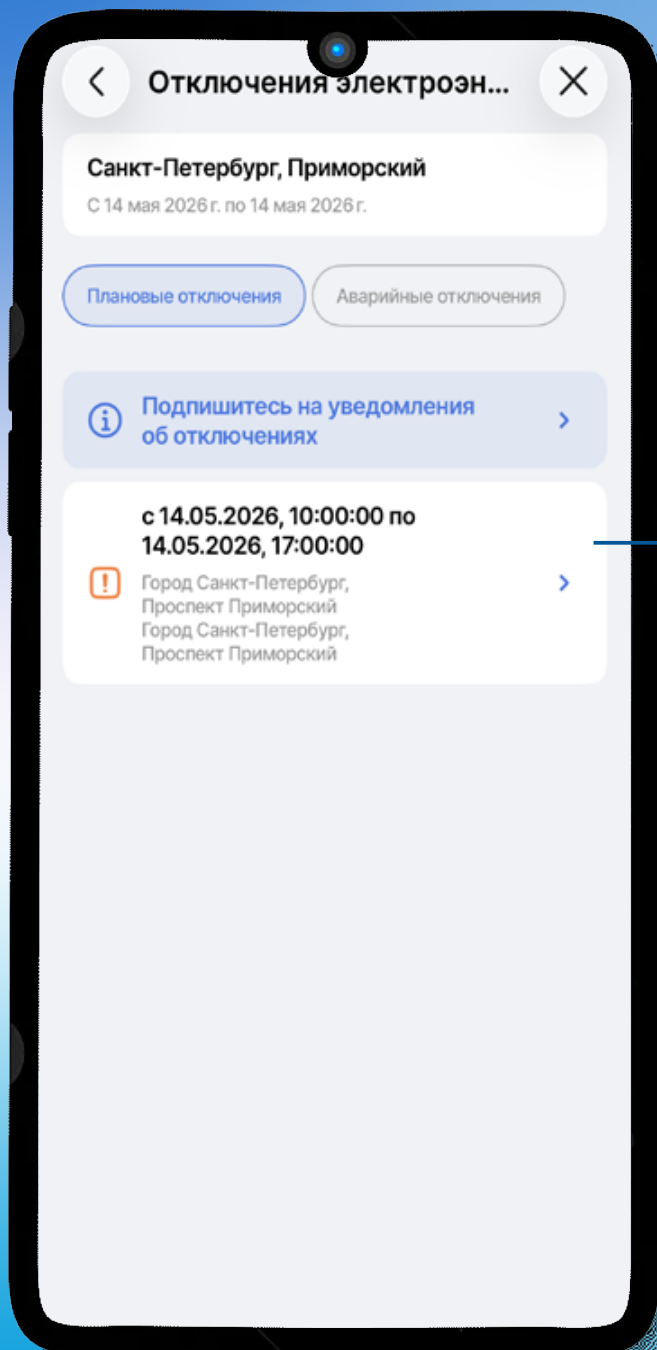 Отключения электроэн...
Санкт-Петербург, Приморский
С 14 мая 2026 г. по 14 мая 2026 г.
Плановые отключения
Аварийные отключения
Подпишитесь на уведомления
об отключениях
с 14.05.2026, 10:00:00 по
14.05.2026, 17:00:00
Город Санкт-Петербург,
Проспект Приморский
Город Санкт-Петербург,
Проспект Приморский